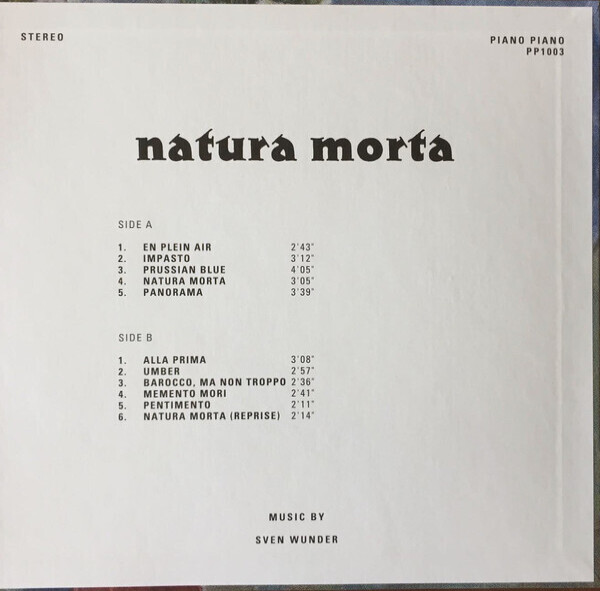 STEREO
PIANO PIANO
PP1003
natura morta
SIDE A
1. EN PLEIN AIR 2'43"
2. IMPASTO 3'12"
3. PRUSSIAN BLUE 4'05"
4. NATURA MORTA 3'05"
5. PANORAMA 3'39"
SIDE B
1. ALLA PRIMA 3'08"
2. UMBER 2'57"
3. BAROCCO, MA NON TROPPO 2'36"
4. MEMENTO MORI 2'41"
5. PENTIMENTO 2'11"
6. NATURA MORTA (REPRISE) 2'14"
MUSIC BY
SVEN WUNDER